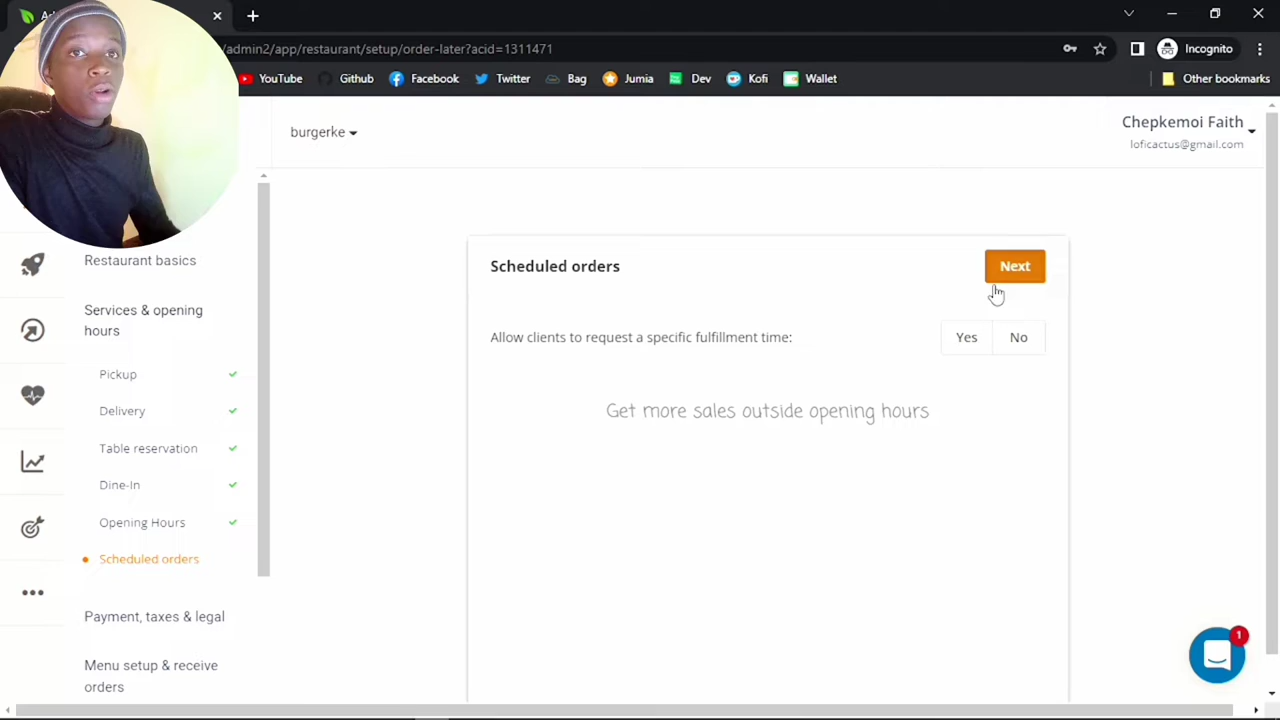 /admin2/app/restaurant/setup/order-later?acid=1311471
Incognito
YouTube
Github
Facebook
Twitter
Bag
Jumia
Dev
Kofi
Wallet
Other bookmarks
burgerke
Chepkemoi Faith
loficactus@gmail.com
Restaurant basics
Services & opening
hours
Pickup
Delivery
Table reservation
Dine-In
Opening Hours
Scheduled orders
Payment, taxes & legal
Menu setup & receive
orders
Scheduled orders
Next
Allow clients to request a specific fulfillment time:
Yes
No
Get more sales outside opening hours
1